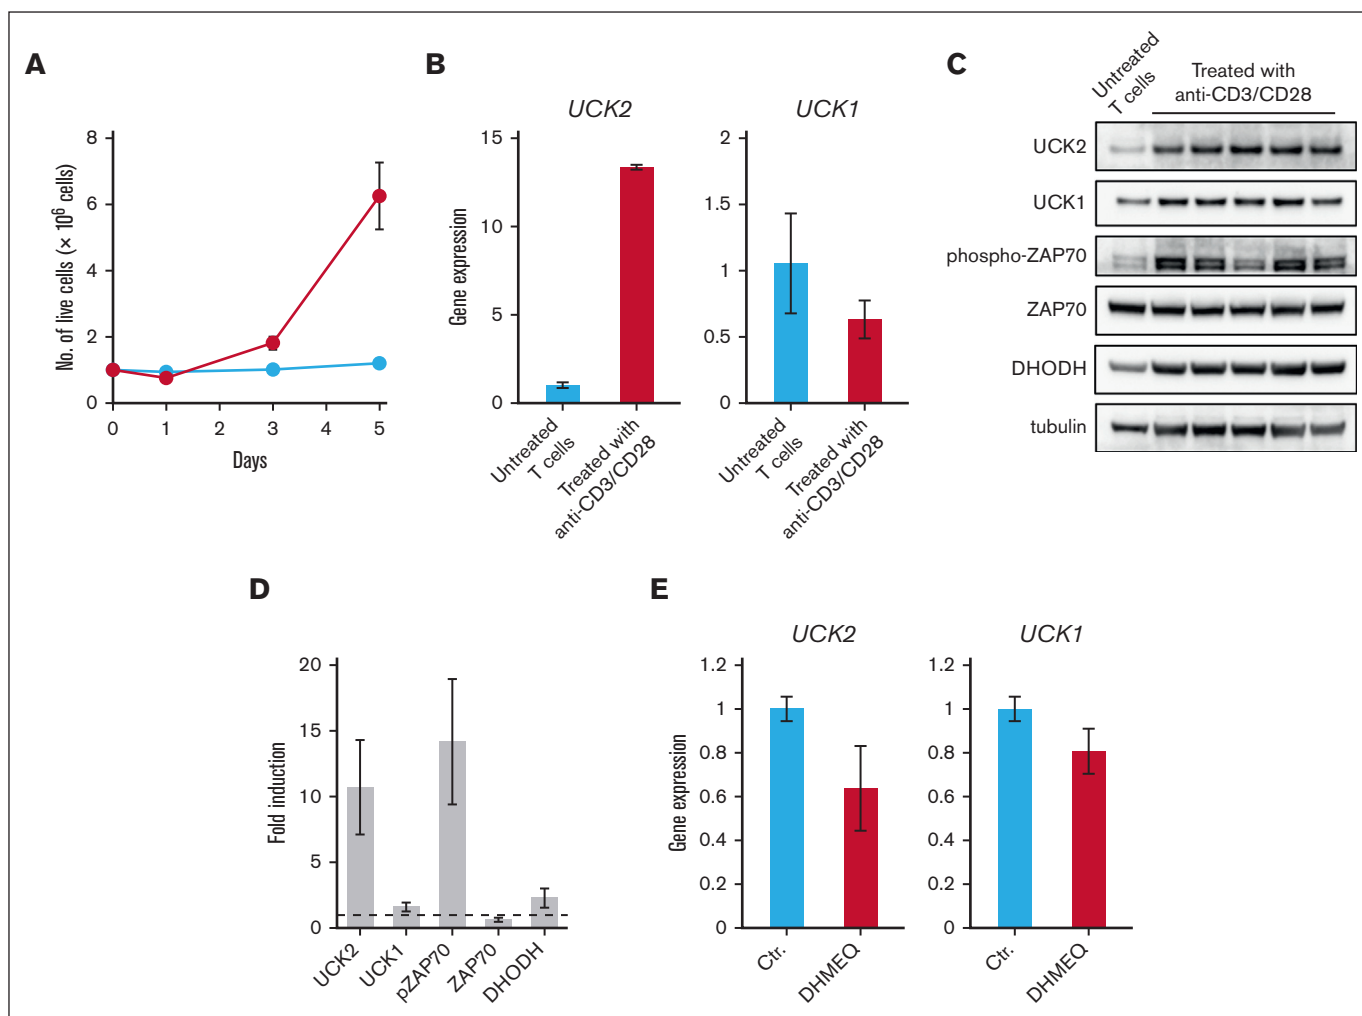 A
No. of live cells (× 10⁶ cells)
8
6
4
2
0
0
1
3
4
5
Days
B
UCK2
Gene expression
15
10
5
0
Untreated
T cells
Treated with
anti-CD3/CD28
UCK1
2
1.5
1
0.5
0
Untreated
T cells
Treated with
anti-CD3/CD28
C
Untreated
T cells
Treated with
anti-CD3/CD28
UCK2
UCK1
phospho-ZAP70
ZAP70
DHODH
tubulin
D
Fold induction
20
15
10
5
0
UCK2
UCK1
pZAP70
ZAP70
DHODH
E
UCK2
Gene expression
1.2
1
0.8
0.6
0.4
0.2
0
Ctr.
DHMEQ
UCK1
1.2
1
0.8
0.6
0.4
0.2
0
Ctr.
DHMEQ